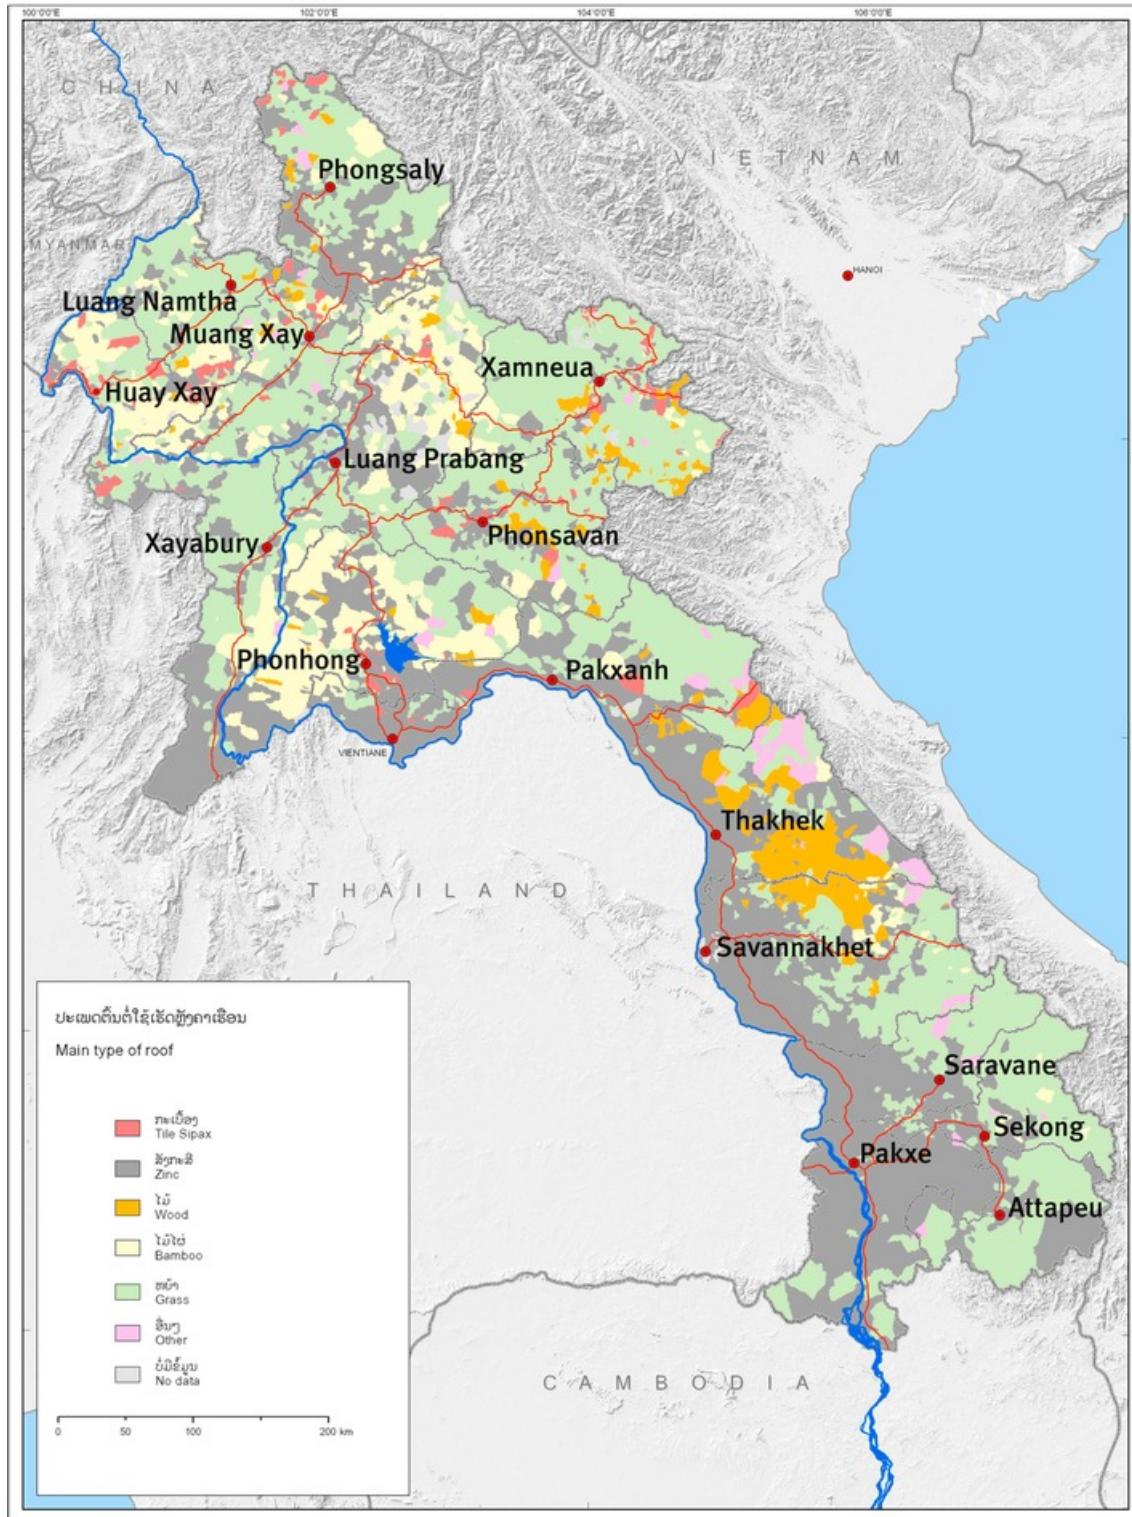 100°0'0"E 102°0'0"E 104°0'0"E 106°0'0"E
CHINA
VIETNAM
Phongsaly
MYANMAR
HANOI
Luang Namtha
Muang Xay
Xamneua
Huay Xay
Luang Prabang
Phonsavan
Xayabury
Phonhong
Pakxanh
VIENTIANE
Thakhek
THAILAND
Savannakhet
Saravane
Sekong
Pakxe
Attapeu
CAMBODIA
ປະເພດຕົ້ນຕໍ່ໃຊ້ເຮັດຫຼັງຄາເຮືອນ
Main type of roof
ກະເບື້ອງ
Tile Sipax
ສັງກະສີ
Zinc
ໄມ້
Wood
ໄມ້ໄຜ່
Bamboo
ຫຍ້າ
Grass
ອື່ນໆ
Other
ບໍ່ມີຂໍ້ມູນ
No data
0 50 100 200 km